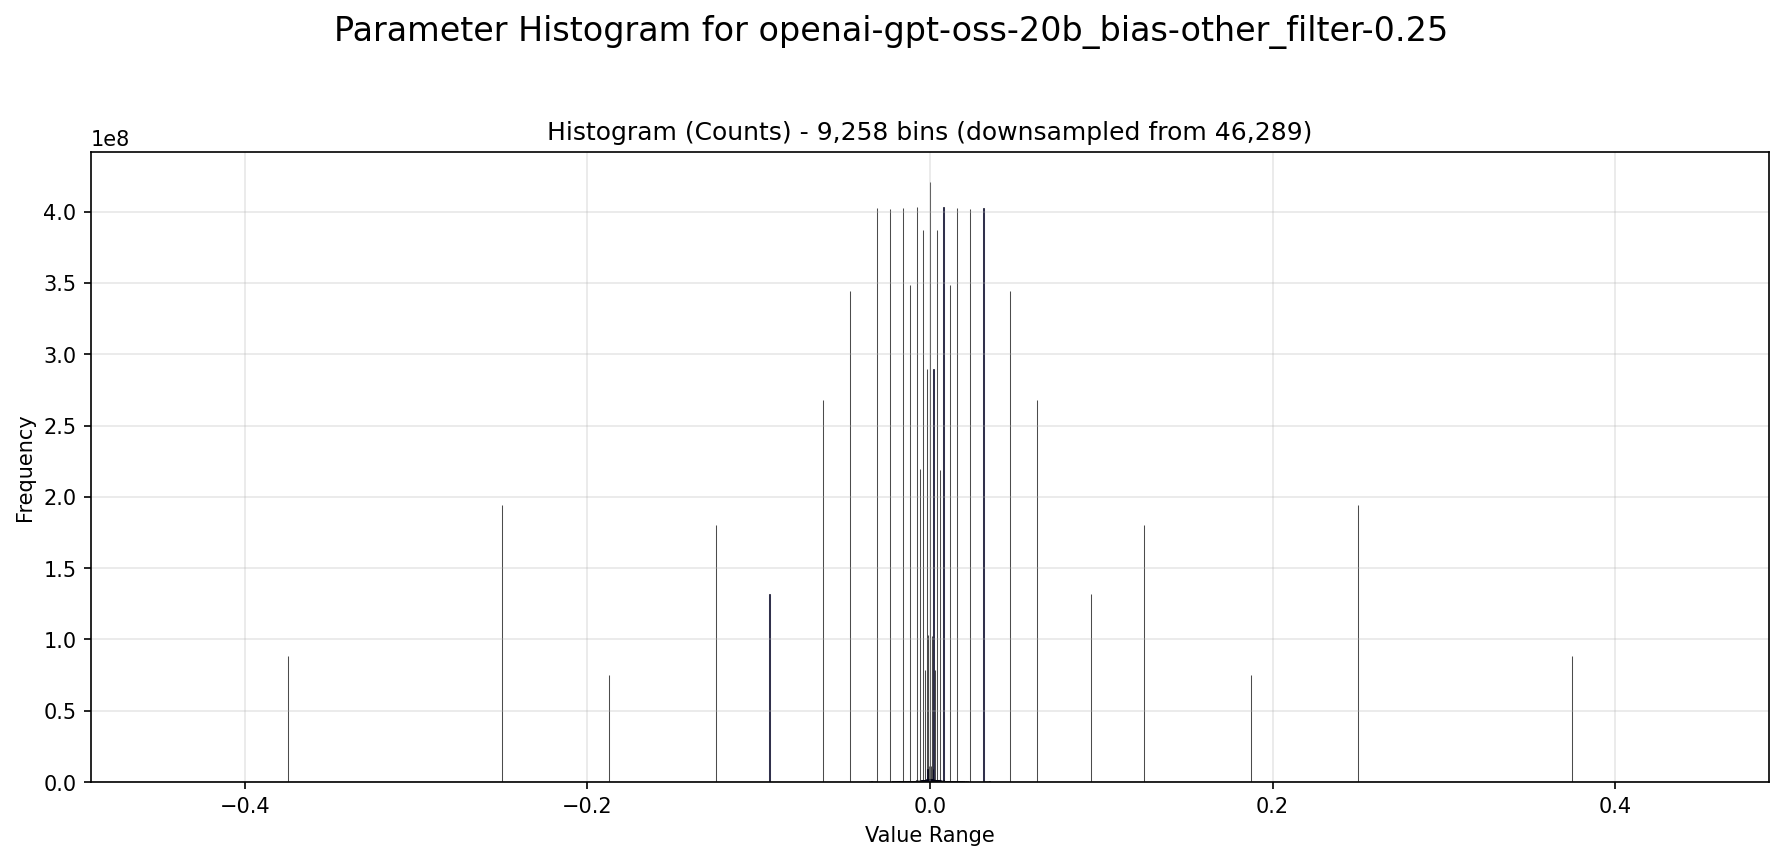 Parameter Histogram for openai-gpt-oss-20b_bias-other_filter-0.25
Histogram (Counts) - 9,258 bins (downsampled from 46,289)
1e8
4.0
3.5
3.0
2.5
2.0
1.5
1.0
0.5
0.0
Frequency
−0.4 −0.2 0.0 0.2 0.4
Value Range